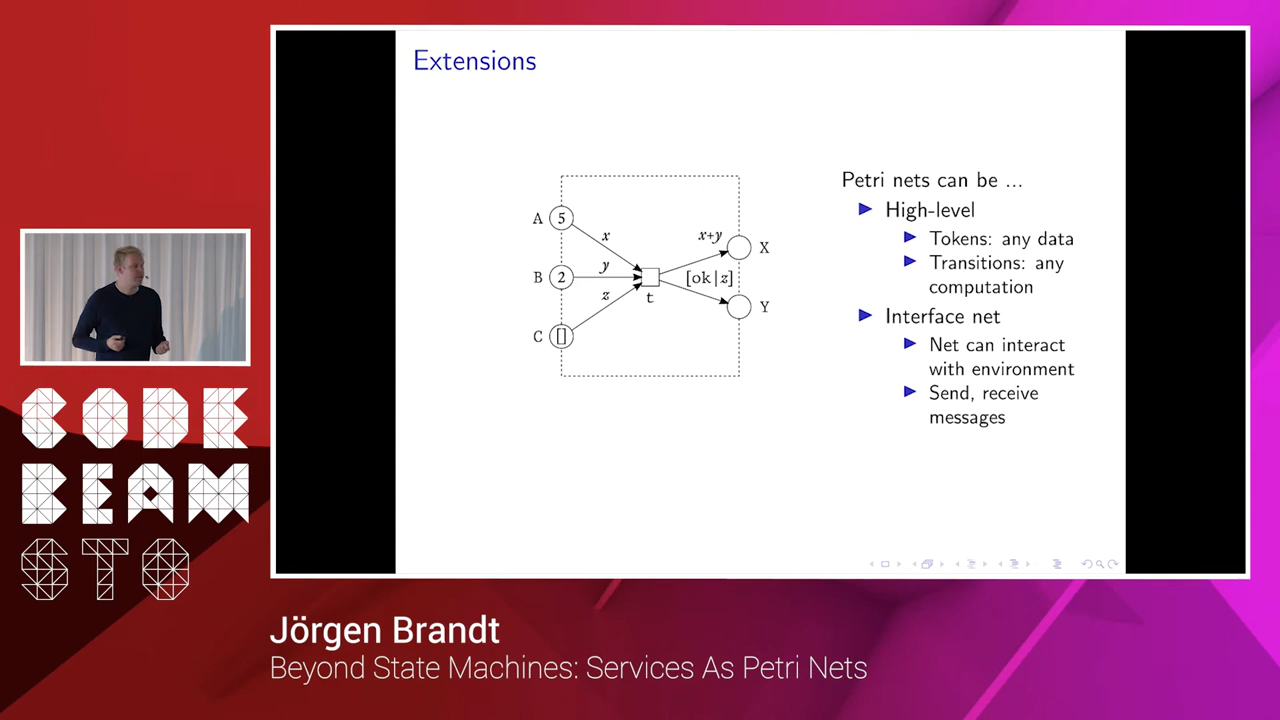 Extensions
A 5
x
x+y
X
B 2
y
[ok|z]
t
z
Y
C []
Petri nets can be ...
High-level
Tokens: any data
Transitions: any
computation
Interface net
Net can interact
with environment
Send, receive
messages
CODE
BEAM
STO
Jörgen Brandt
Beyond State Machines: Services As Petri Nets